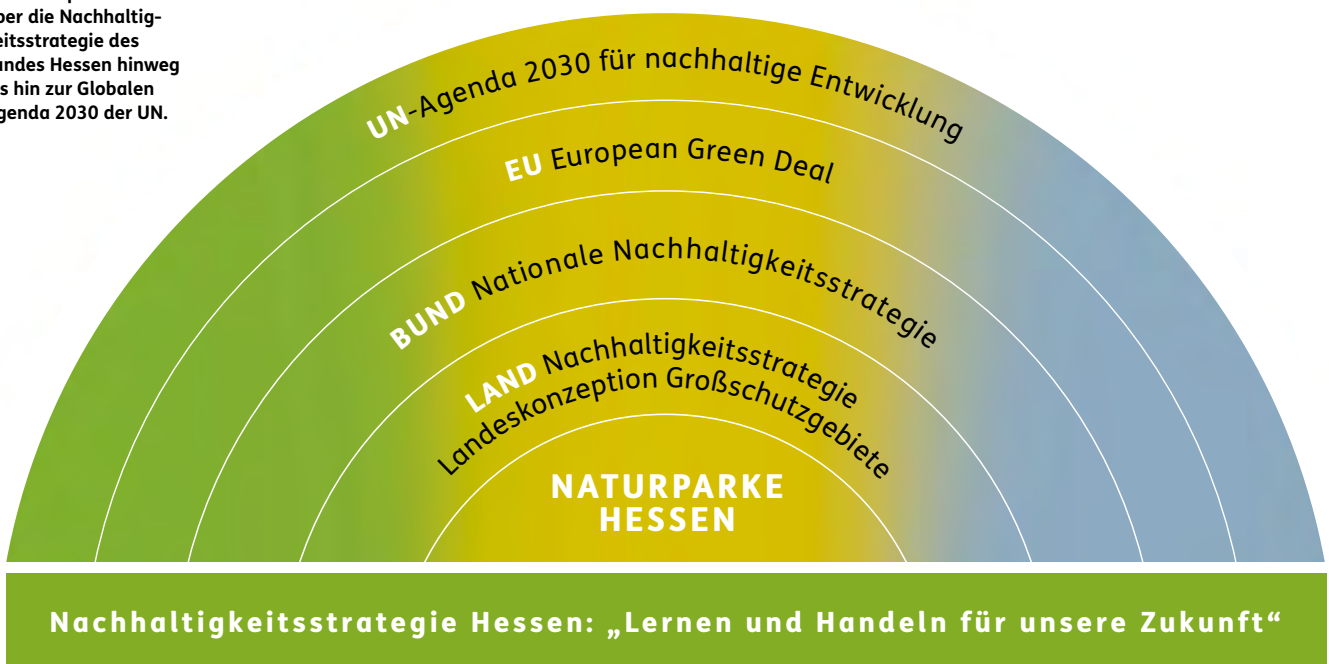 ber die Nachhaltig-
eitsstrategie des
andes Hessen hinweg
s hin zur Globalen
genda 2030 der UN.
UN-Agenda 2030 für nachhaltige Entwicklung
EU European Green Deal
BUND Nationale Nachhaltigkeitsstrategie
LAND Nachhaltigkeitsstrategie
Landeskonzeption Großschutzgebiete
NATURPARKE
HESSEN
Nachhaltigkeitsstrategie Hessen: „Lernen und Handeln für unsere Zukunft“